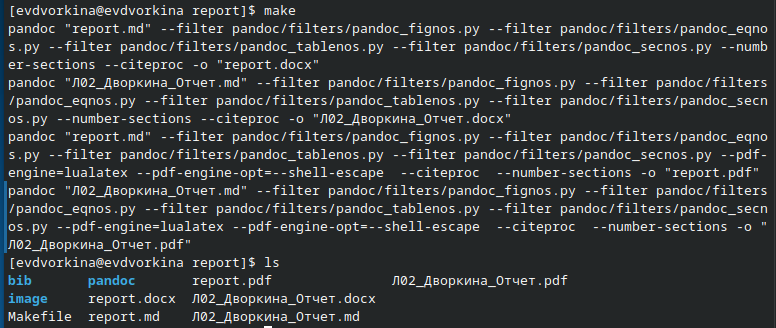 [evdvorkina@evdvorkina report]$ make
pandoc "report.md" --filter pandoc/filters/pandoc_fignos.py --filter pandoc/filters/pandoc_eqno
s.py --filter pandoc/filters/pandoc_tablenos.py --filter pandoc/filters/pandoc_secnos.py --numb
er-sections --citeproc -o "report.docx"
pandoc "Л02_Дворкина_Отчет.md" --filter pandoc/filters/pandoc_fignos.py --filter pandoc/filters
/pandoc_eqnos.py --filter pandoc/filters/pandoc_tablenos.py --filter pandoc/filters/pandoc_secn
os.py --number-sections --citeproc -o "Л02_Дворкина_Отчет.docx"
pandoc "report.md" --filter pandoc/filters/pandoc_fignos.py --filter pandoc/filters/pandoc_eqno
s.py --filter pandoc/filters/pandoc_tablenos.py --filter pandoc/filters/pandoc_secnos.py --pdf-
engine=lualatex --pdf-engine-opt=--shell-escape  --citeproc  --number-sections -o "report.pdf"
pandoc "Л02_Дворкина_Отчет.md" --filter pandoc/filters/pandoc_fignos.py --filter pandoc/filters
/pandoc_eqnos.py --filter pandoc/filters/pandoc_tablenos.py --filter pandoc/filters/pandoc_secn
os.py --pdf-engine=lualatex --pdf-engine-opt=--shell-escape  --citeproc  --number-sections -o "
Л02_Дворкина_Отчет.pdf"
[evdvorkina@evdvorkina report]$ ls
bib       pandoc       report.pdf               Л02_Дворкина_Отчет.pdf
image     report.docx  Л02_Дворкина_Отчет.docx
Makefile  report.md    Л02_Дворкина_Отчет.md